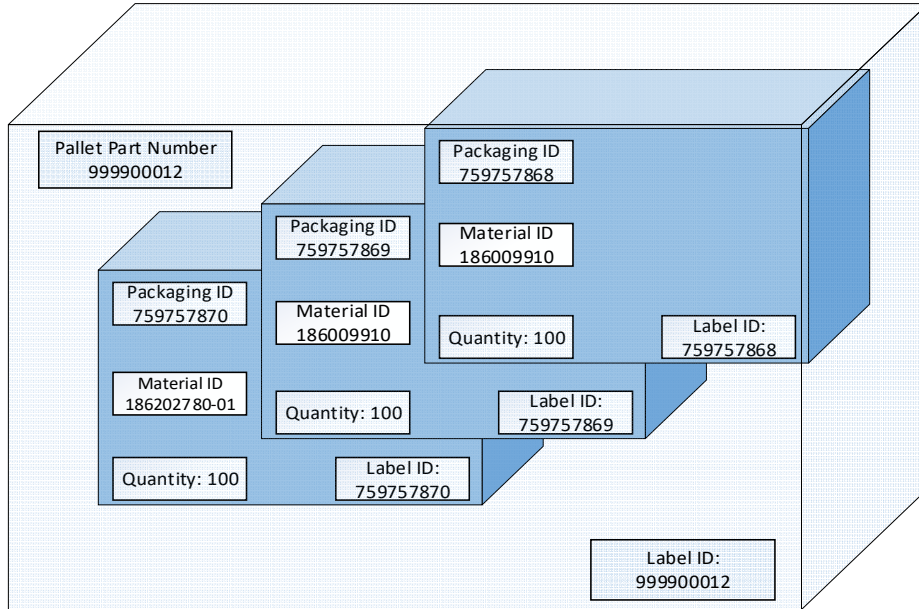 Pallet Part Number
999900012
Packaging ID
759757868
Material ID
186009910
Quantity: 100
Label ID:
759757868
Packaging ID
759757869
Material ID
186009910
Quantity: 100
Label ID:
759757869
Packaging ID
759757870
Material ID
186202780-01
Quantity: 100
Label ID:
759757870
Label ID:
999900012